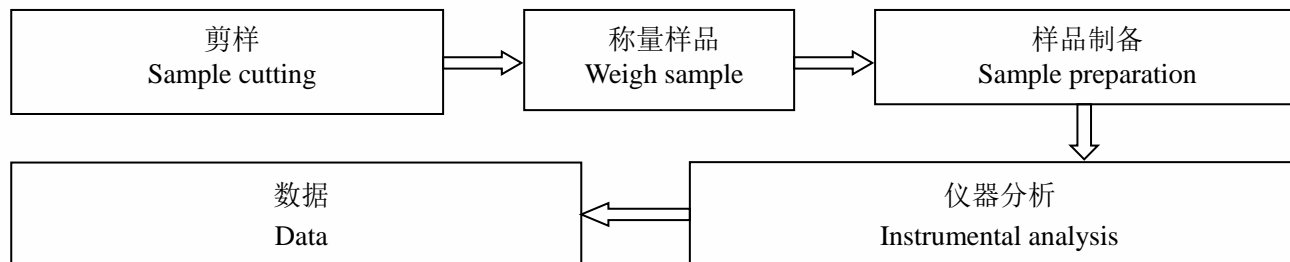 剪样
Sample cutting
称量样品
Weigh sample
样品制备
Sample preparation
仪器分析
Instrumental analysis
数据
Data